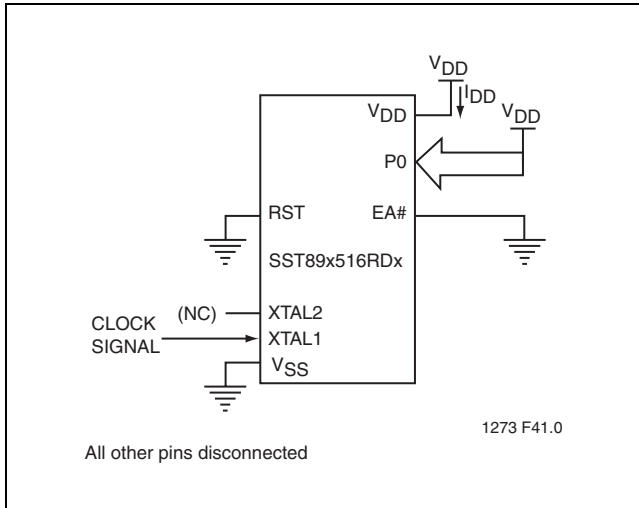 VDD
IDD
VDD
VDD
P0
RST
EA#
SST89x516RDx
(NC)
XTAL2
CLOCK
SIGNAL
XTAL1
VSS
1273 F41.0
All other pins disconnected